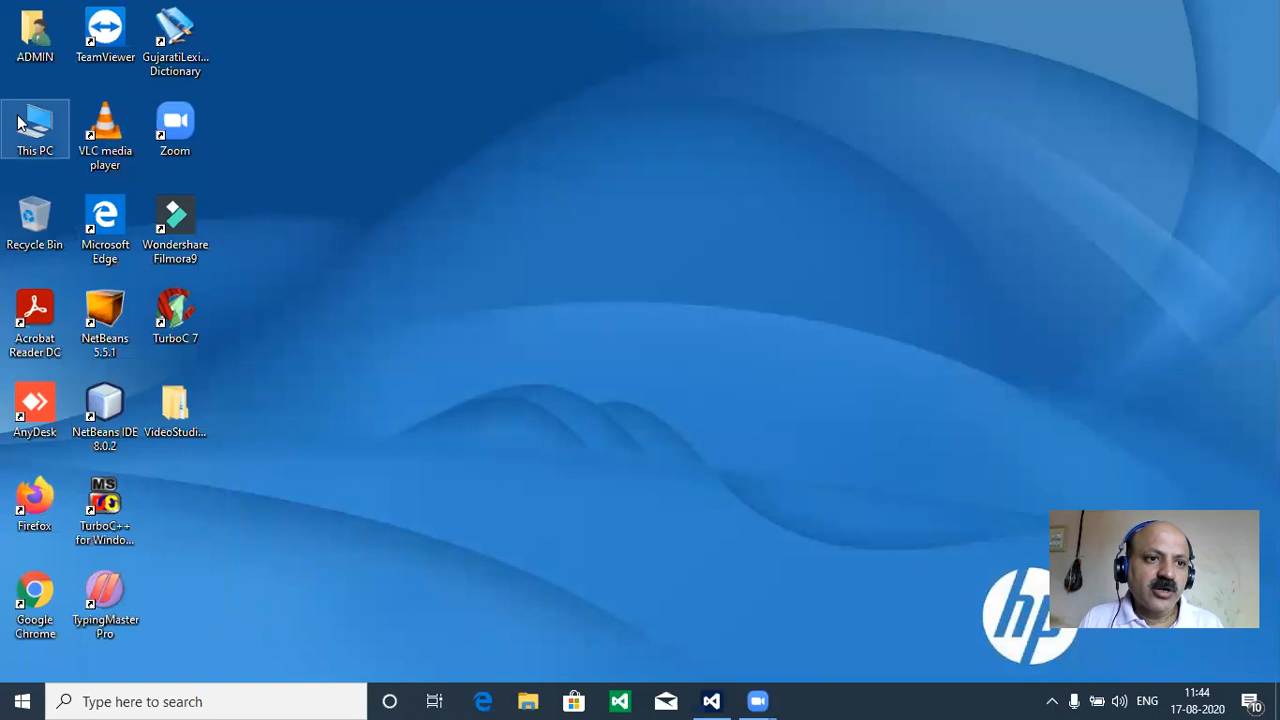 ADMIN
TeamViewer
GujaratiLexi...
Dictionary
This PC
VLC media
player
Zoom
Recycle Bin
Microsoft
Edge
Wondershare
Filmora9
Acrobat
Reader DC
NetBeans
5.5.1
TurboC 7
AnyDesk
NetBeans IDE
8.0.2
VideoStudi...
Firefox
MS
TurboC++
for Windo...
Google
Chrome
TypingMaster
Pro
hp
Type here to search
ENG
11:44
17-08-2020
10